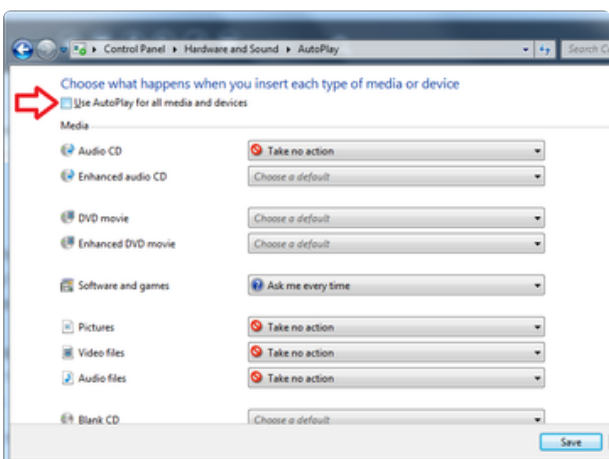 Control Panel Hardware and Sound AutoPlay Search
Choose what happens when you insert each type of media or device
Use AutoPlay for all media and devices
Media
Audio CD Take no action
Enhanced audio CD Choose a default
DVD movie Choose a default
Enhanced DVD movie Choose a default
Software and games Ask me every time
Pictures Take no action
Video files Take no action
Audio files Take no action
Blank CD Choose a default
Save